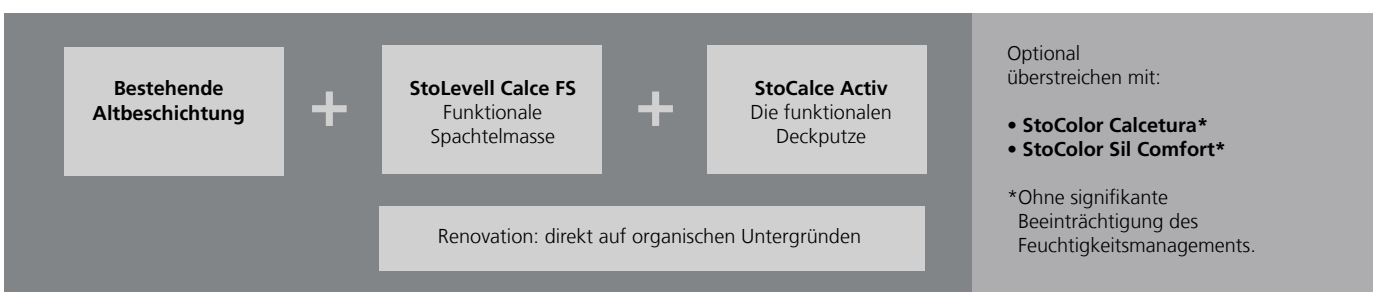 Bestehende
Altbeschichtung
+
StoLevell Calce FS
Funktionale
Spachtelmasse
+
StoCalce Activ
Die funktionalen
Deckputze
Renovation: direkt auf organischen Untergründen
Optional
überstreichen mit:
• StoColor Calcetura*
• StoColor Sil Comfort*
*Ohne signifikante
Beeinträchtigung des
Feuchtigkeitsmanagements.